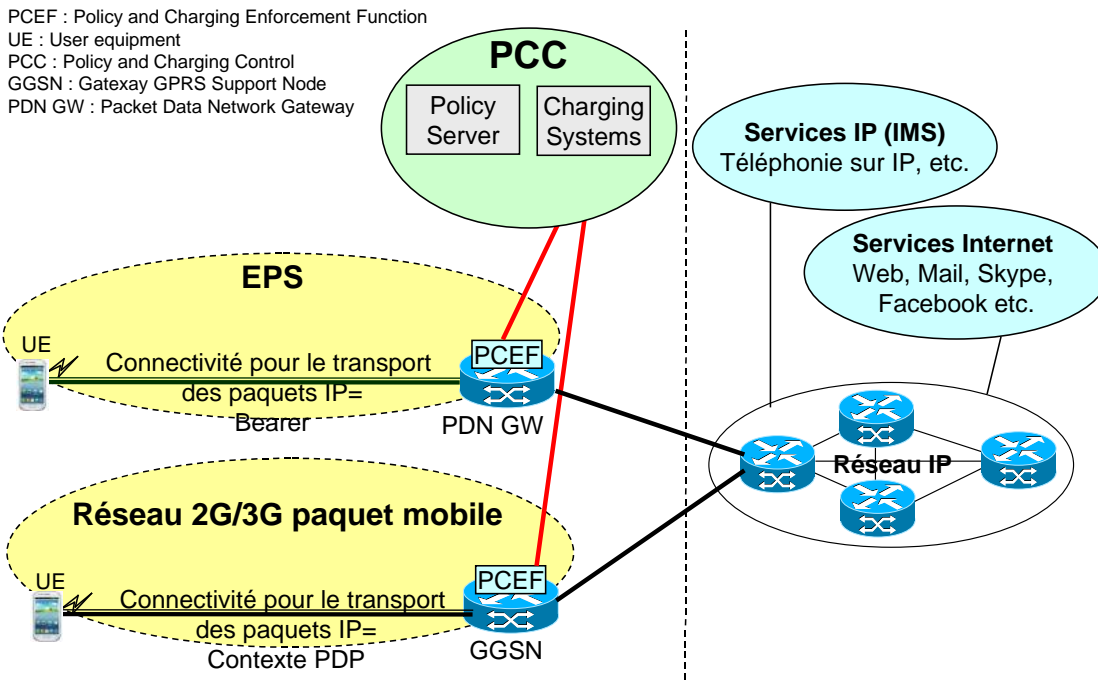 PCEF : Policy and Charging Enforcement Function
UE : User equipment
PCC : Policy and Charging Control
GGSN : Gatexay GPRS Support Node
PDN GW : Packet Data Network Gateway
PCC
Policy
Server
Charging
Systems
Services IP (IMS)
Téléphonie sur IP, etc.
Services Internet
Web, Mail, Skype,
Facebook etc.
EPS
UE
Connectivité pour le transport
des paquets IP=
Bearer
PCEF
PDN GW
Réseau IP
Réseau 2G/3G paquet mobile
UE
Connectivité pour le transport
des paquets IP=
Contexte PDP
PCEF
GGSN